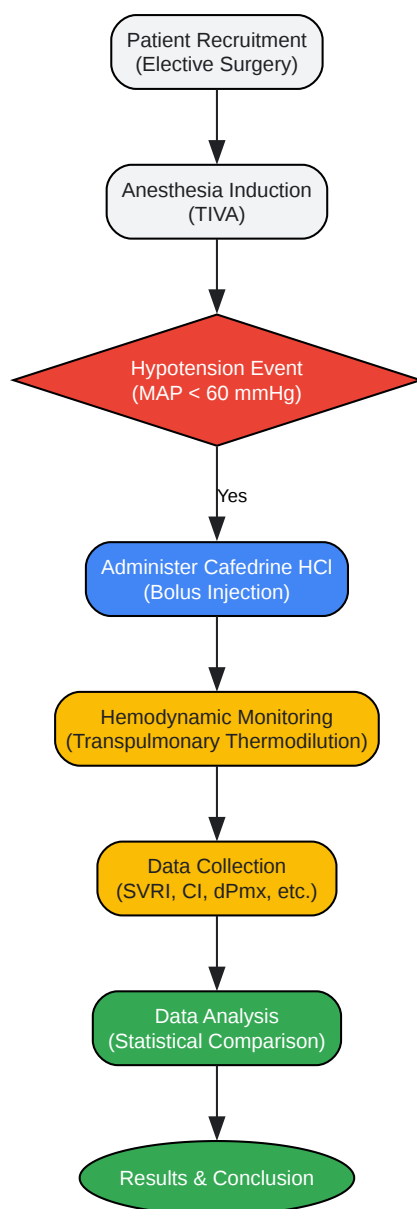 Patient Recruitment
(Elective Surgery)
Anesthesia Induction
(TIVA)
Hypotension Event
(MAP < 60 mmHg)
Yes
Administer Cafedrine HCl
(Bolus Injection)
Hemodynamic Monitoring
(Transpulmonary Thermodilution)
Data Collection
(SVRI, CI, dPmx, etc.)
Data Analysis
(Statistical Comparison)
Results & Conclusion